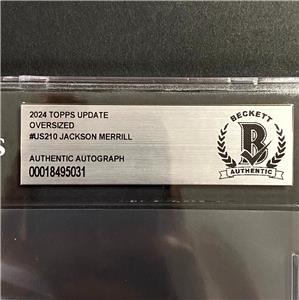 2024 TOPPS UPDATE
OVERSIZED
#US210 JACKSON MERRILL
AUTHENTIC AUTOGRAPH
00018495031
BECKETT
B
AUTHENTIC
S